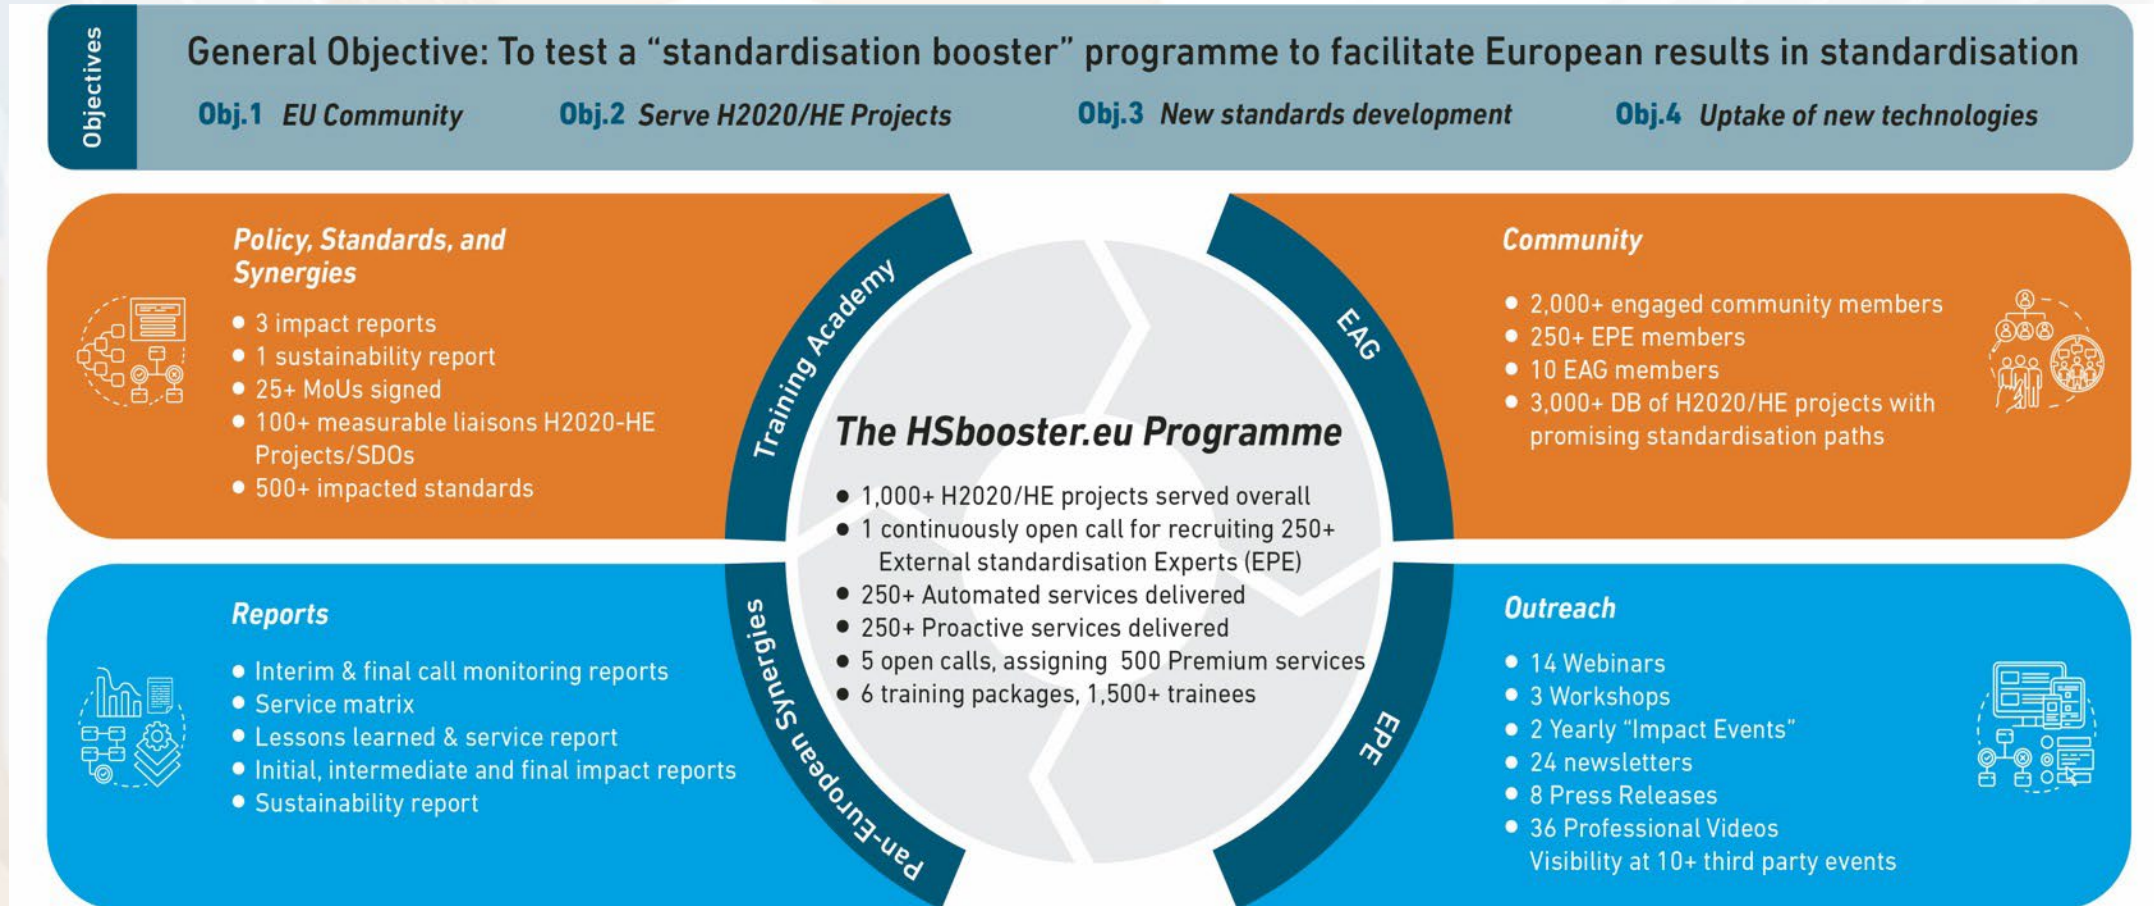 Objectives
General Objective: To test a “standardisation booster” programme to facilitate European results in standardisation
Obj.1 EU Community
Obj.2 Serve H2020/HE Projects
Obj.3 New standards development
Obj.4 Uptake of new technologies
Policy, Standards, and
Synergies
• 3 impact reports
• 1 sustainability report
• 25+ MoUs signed
• 100+ measurable liaisons H2020-HE
Projects/SDOs
• 500+ impacted standards
Training Academy
EAG
Community
• 2,000+ engaged community members
• 250+ EPE members
• 10 EAG members
• 3,000+ DB of H2020/HE projects with
promising standardisation paths
The HSbooster.eu Programme
• 1,000+ H2020/HE projects served overall
• 1 continuously open call for recruiting 250+
External standardisation Experts (EPE)
• 250+ Automated services delivered
• 250+ Proactive services delivered
• 5 open calls, assigning 500 Premium services
• 6 training packages, 1,500+ trainees
Reports
• Interim & final call monitoring reports
• Service matrix
• Lessons learned & service report
• Initial, intermediate and final impact reports
• Sustainability report
Pan-European Synergies
EPE
Outreach
• 14 Webinars
• 3 Workshops
• 2 Yearly “Impact Events”
• 24 newsletters
• 8 Press Releases
• 36 Professional Videos
Visibility at 10+ third party events